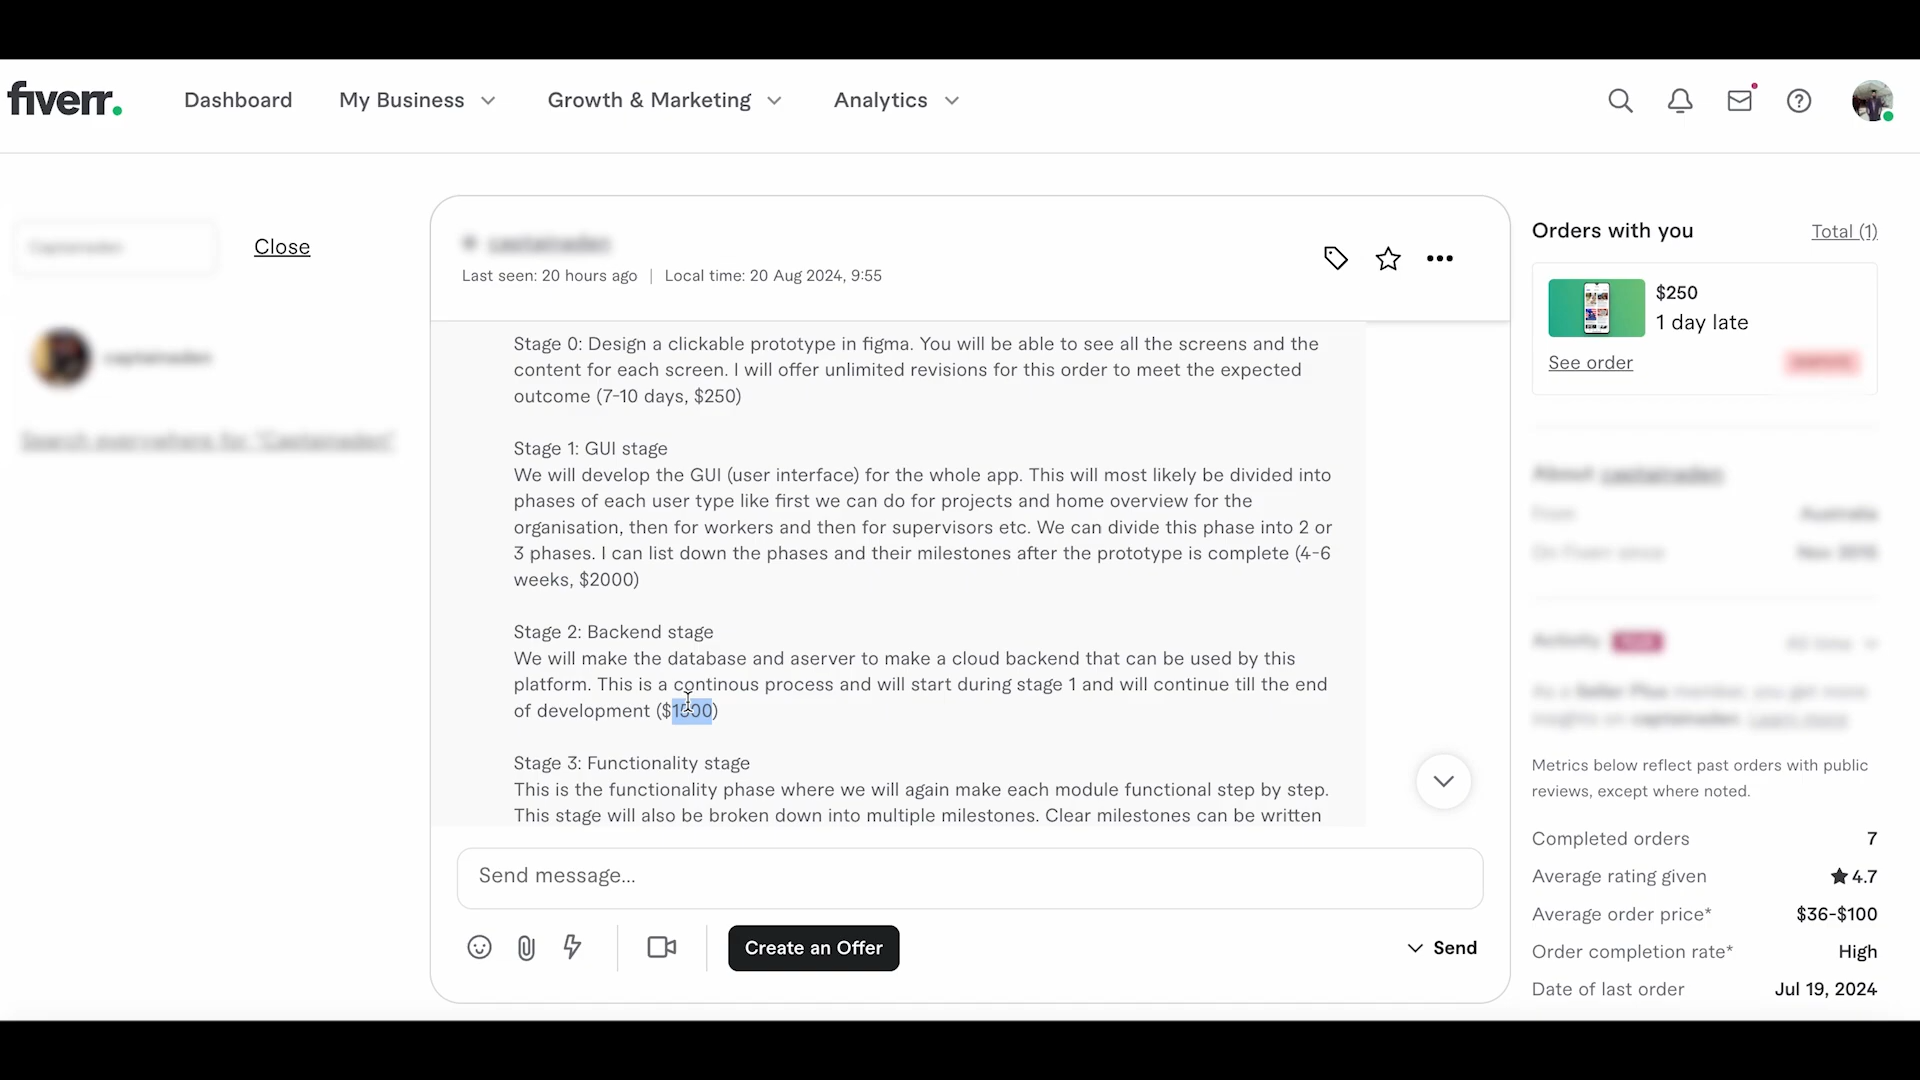 fiverr.
Dashboard
My Business
Growth & Marketing
Analytics
Close
Last seen: 20 hours ago | Local time: 20 Aug 2024, 9:55
Stage 0: Design a clickable prototype in figma. You will be able to see all the screens and the
content for each screen. I will offer unlimited revisions for this order to meet the expected
outcome (7-10 days, $250)
Stage 1: GUI stage
We will develop the GUI (user interface) for the whole app. This will most likely be divided into
phases of each user type like first we can do for projects and home overview for the
organisation, then for workers and then for supervisors etc. We can divide this phase into 2 or
3 phases. I can list down the phases and their milestones after the prototype is complete (4-6
weeks, $2000)
Stage 2: Backend stage
We will make the database and aserver to make a cloud backend that can be used by this
platform. This is a continous process and will start during stage 1 and will continue till the end
of development ($1500)
Stage 3: Functionality stage
This is the functionality phase where we will again make each module functional step by step.
This stage will also be broken down into multiple milestones. Clear milestones can be written
Send message...
Create an Offer
Send
Orders with you
Total (1)
$250
1 day late
See order
Metrics below reflect past orders with public
reviews, except where noted.
Completed orders 7
Average rating given 4.7
Average order price* $36-$100
Order completion rate* High
Date of last order Jul 19, 2024